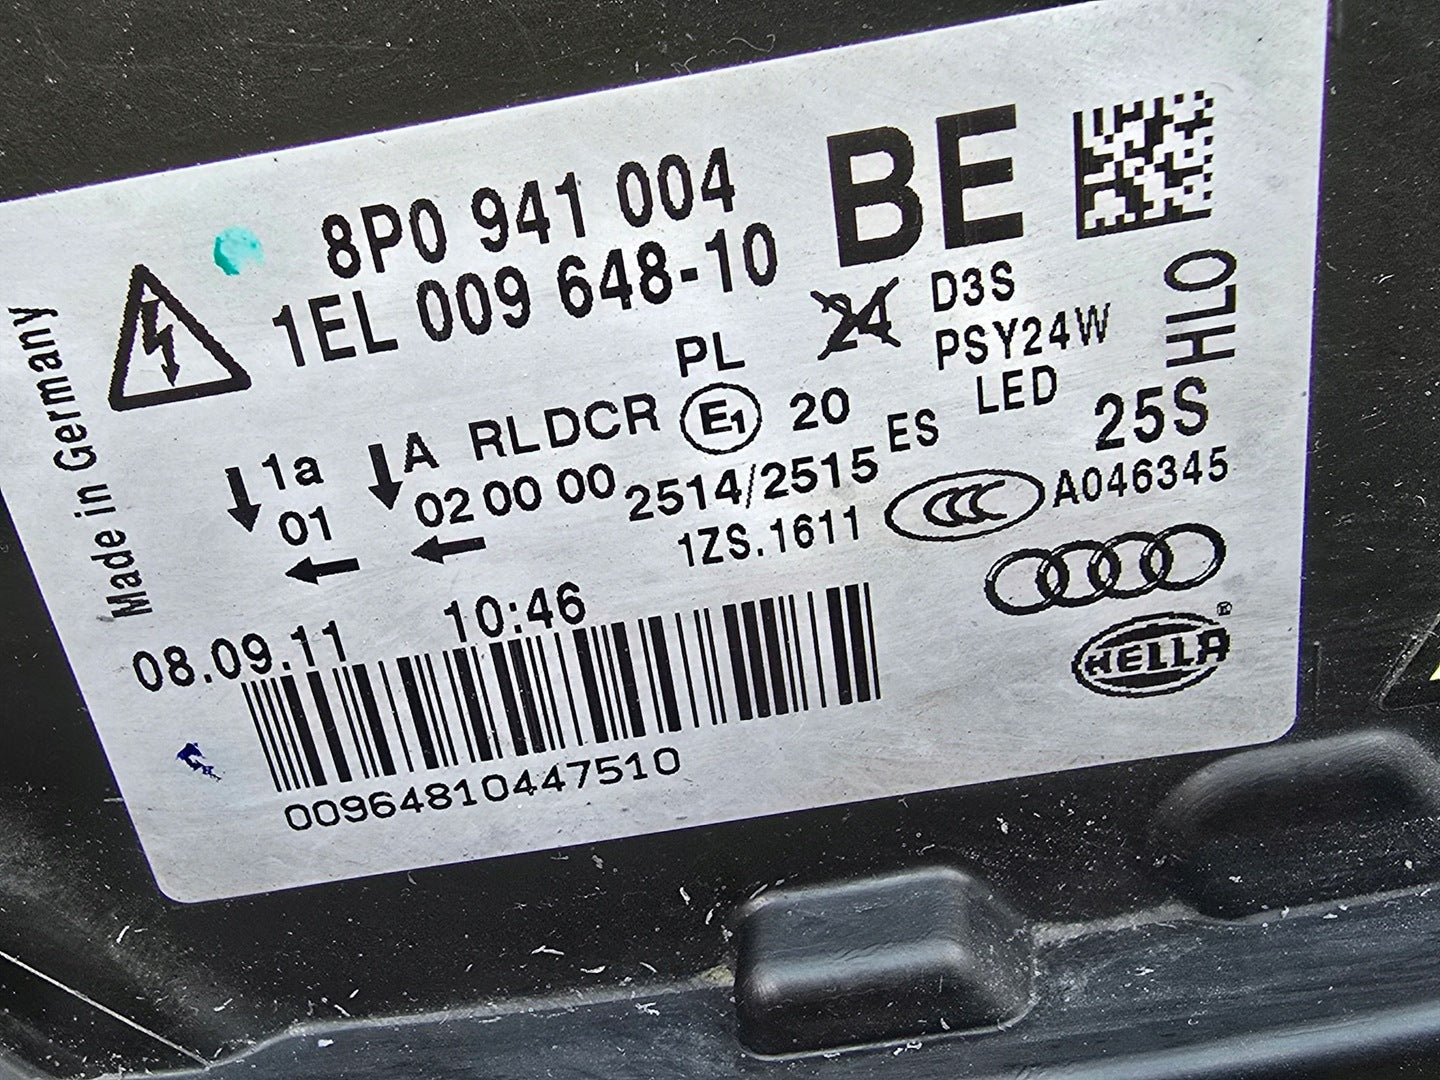 8P0 941 004
1EL 009 648-10
BE
HLO
24 D3S
PSY24W
LED
PL
1a A RLDCR E1 20 ES 25S
01 02 00 00 2514/2515 CCC A046345
1ZS.1611
08.09.11 10:46
HELLA®
00964810447510
Made in Germany